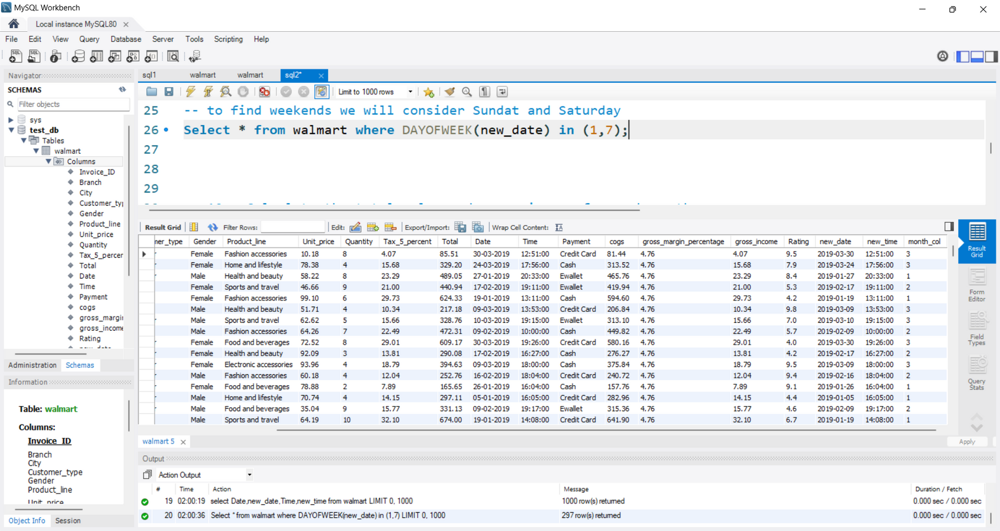 MySQL Workbench
Local instance MySQL80
File Edit View Query Database Server Tools Scripting Help
Navigator
SCHEMAS
Filter objects
sys
test_db
Tables
walmart
Columns
Invoice_ID
Branch
City
Customer_typ
Gender
Product_line
Unit_price
Quantity
Tax_5_percer
Total
Date
Time
Payment
cogs
gross_margin
gross_income
Rating
Administration Schemas
Information
Table: walmart
Columns:
Invoice_ID
Branch
City
Customer_type
Gender
Product_line
Unit_price
Object Info Session
sql1 walmart walmart sql2*
Limit to 1000 rows
25 -- to find weekends we will consider Sundat and Saturday
26 Select * from walmart where DAYOFWEEK(new_date) in (1,7);
27
28
29
Result Grid Filter Rows: Edit: Export/Import: Wrap Cell Content:
ner_type Gender Product_line Unit_price Quantity Tax_5_percent Total Date Time Payment cogs gross_margin_percentage gross_income Rating new_date new_time month_col
Female Fashion accessories 10.18 8 4.07 85.51 30-03-2019 12:51:00 Credit Card 81.44 4.76 4.07 9.5 2019-03-30 12:51:00 3
Female Home and lifestyle 78.38 4 15.68 329.20 24-03-2019 17:56:00 Cash 313.52 4.76 15.68 7.9 2019-03-24 17:56:00 3
Male Health and beauty 58.22 8 23.29 489.05 27-01-2019 20:33:00 Ewallet 465.76 4.76 23.29 8.4 2019-01-27 20:33:00 1
Female Sports and travel 46.66 9 21.00 440.94 17-02-2019 19:11:00 Ewallet 419.94 4.76 21.00 5.3 2019-02-17 19:11:00 2
Female Fashion accessories 99.10 6 29.73 624.33 19-01-2019 13:11:00 Cash 594.60 4.76 29.73 4.2 2019-01-19 13:11:00 1
Male Health and beauty 51.71 4 10.34 217.18 09-03-2019 13:53:00 Credit Card 206.84 4.76 10.34 9.8 2019-03-09 13:53:00 3
Male Sports and travel 62.62 5 15.66 328.76 10-03-2019 19:15:00 Ewallet 313.10 4.76 15.66 7.0 2019-03-10 19:15:00 3
Male Fashion accessories 64.26 7 22.49 472.31 09-02-2019 10:00:00 Cash 449.82 4.76 22.49 5.7 2019-02-09 10:00:00 2
Female Food and beverages 72.52 8 29.01 609.17 30-03-2019 19:26:00 Credit Card 580.16 4.76 29.01 4.0 2019-03-30 19:26:00 3
Female Health and beauty 92.09 3 13.81 290.08 17-02-2019 16:27:00 Cash 276.27 4.76 13.81 4.2 2019-02-17 16:27:00 2
Female Electronic accessories 93.96 4 18.79 394.63 09-03-2019 18:00:00 Cash 375.84 4.76 18.79 9.5 2019-03-09 18:00:00 3
Male Fashion accessories 60.18 4 12.04 252.76 16-02-2019 18:04:00 Credit Card 240.72 4.76 12.04 9.4 2019-02-16 18:04:00 2
Female Food and beverages 78.88 2 7.89 165.65 26-01-2019 16:04:00 Cash 157.76 4.76 7.89 9.1 2019-01-26 16:04:00 1
Male Home and lifestyle 70.74 4 14.15 297.11 05-01-2019 16:05:00 Credit Card 282.96 4.76 14.15 4.4 2019-01-05 16:05:00 1
Male Food and beverages 35.04 9 15.77 331.13 09-02-2019 19:17:00 Ewallet 315.36 4.76 15.77 4.6 2019-02-09 19:17:00 2
Male Sports and travel 64.19 10 32.10 674.00 19-01-2019 14:08:00 Credit Card 641.90 4.76 32.10 6.7 2019-01-19 14:08:00 1
Result
Grid
Form
Editor
Field
Types
Query
Stats
walmart 5
Apply
Output
Action Output
# Time Action Message Duration / Fetch
19 02:00:19 select Date,new_date,Time,new_time from walmart LIMIT 0, 1000 1000 row(s) returned 0.000 sec / 0.000 sec
20 02:00:36 Select * from walmart where DAYOFWEEK(new_date) in (1,7) LIMIT 0, 1000 297 row(s) returned 0.000 sec / 0.000 sec